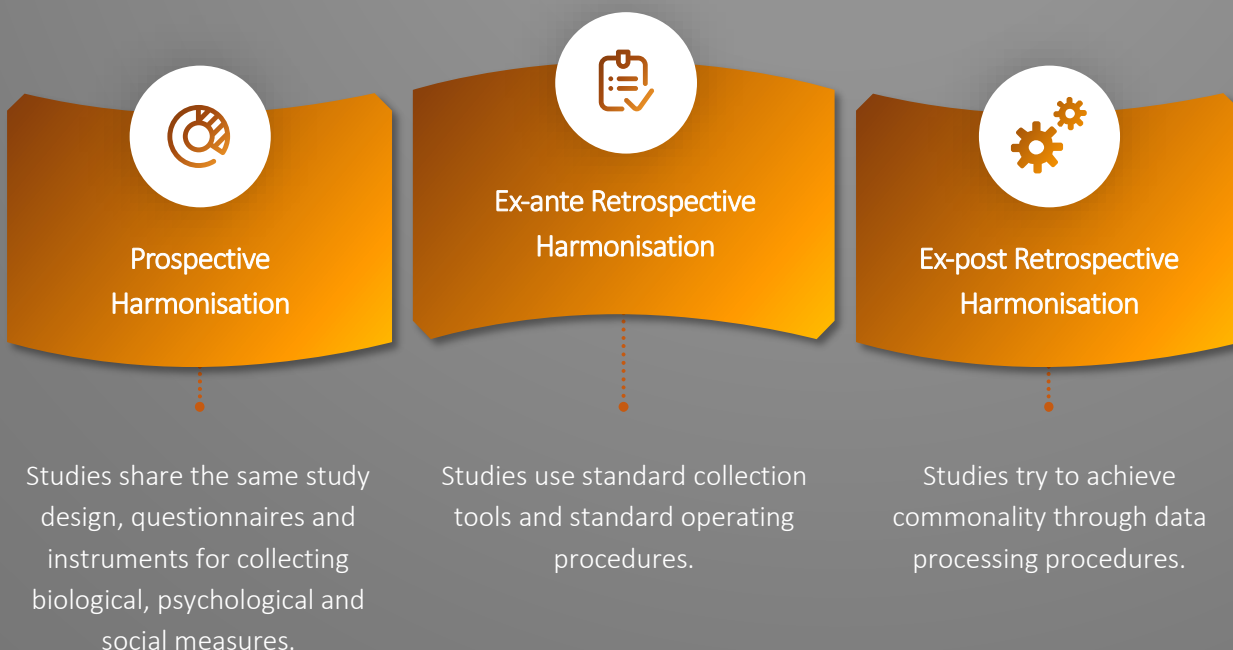 Prospective
Harmonisation
Studies share the same study
design, questionnaires and
instruments for collecting
biological, psychological and
social measures.
Ex-ante Retrospective
Harmonisation
Studies use standard collection
tools and standard operating
procedures.
Ex-post Retrospective
Harmonisation
Studies try to achieve
commonality through data
processing procedures.